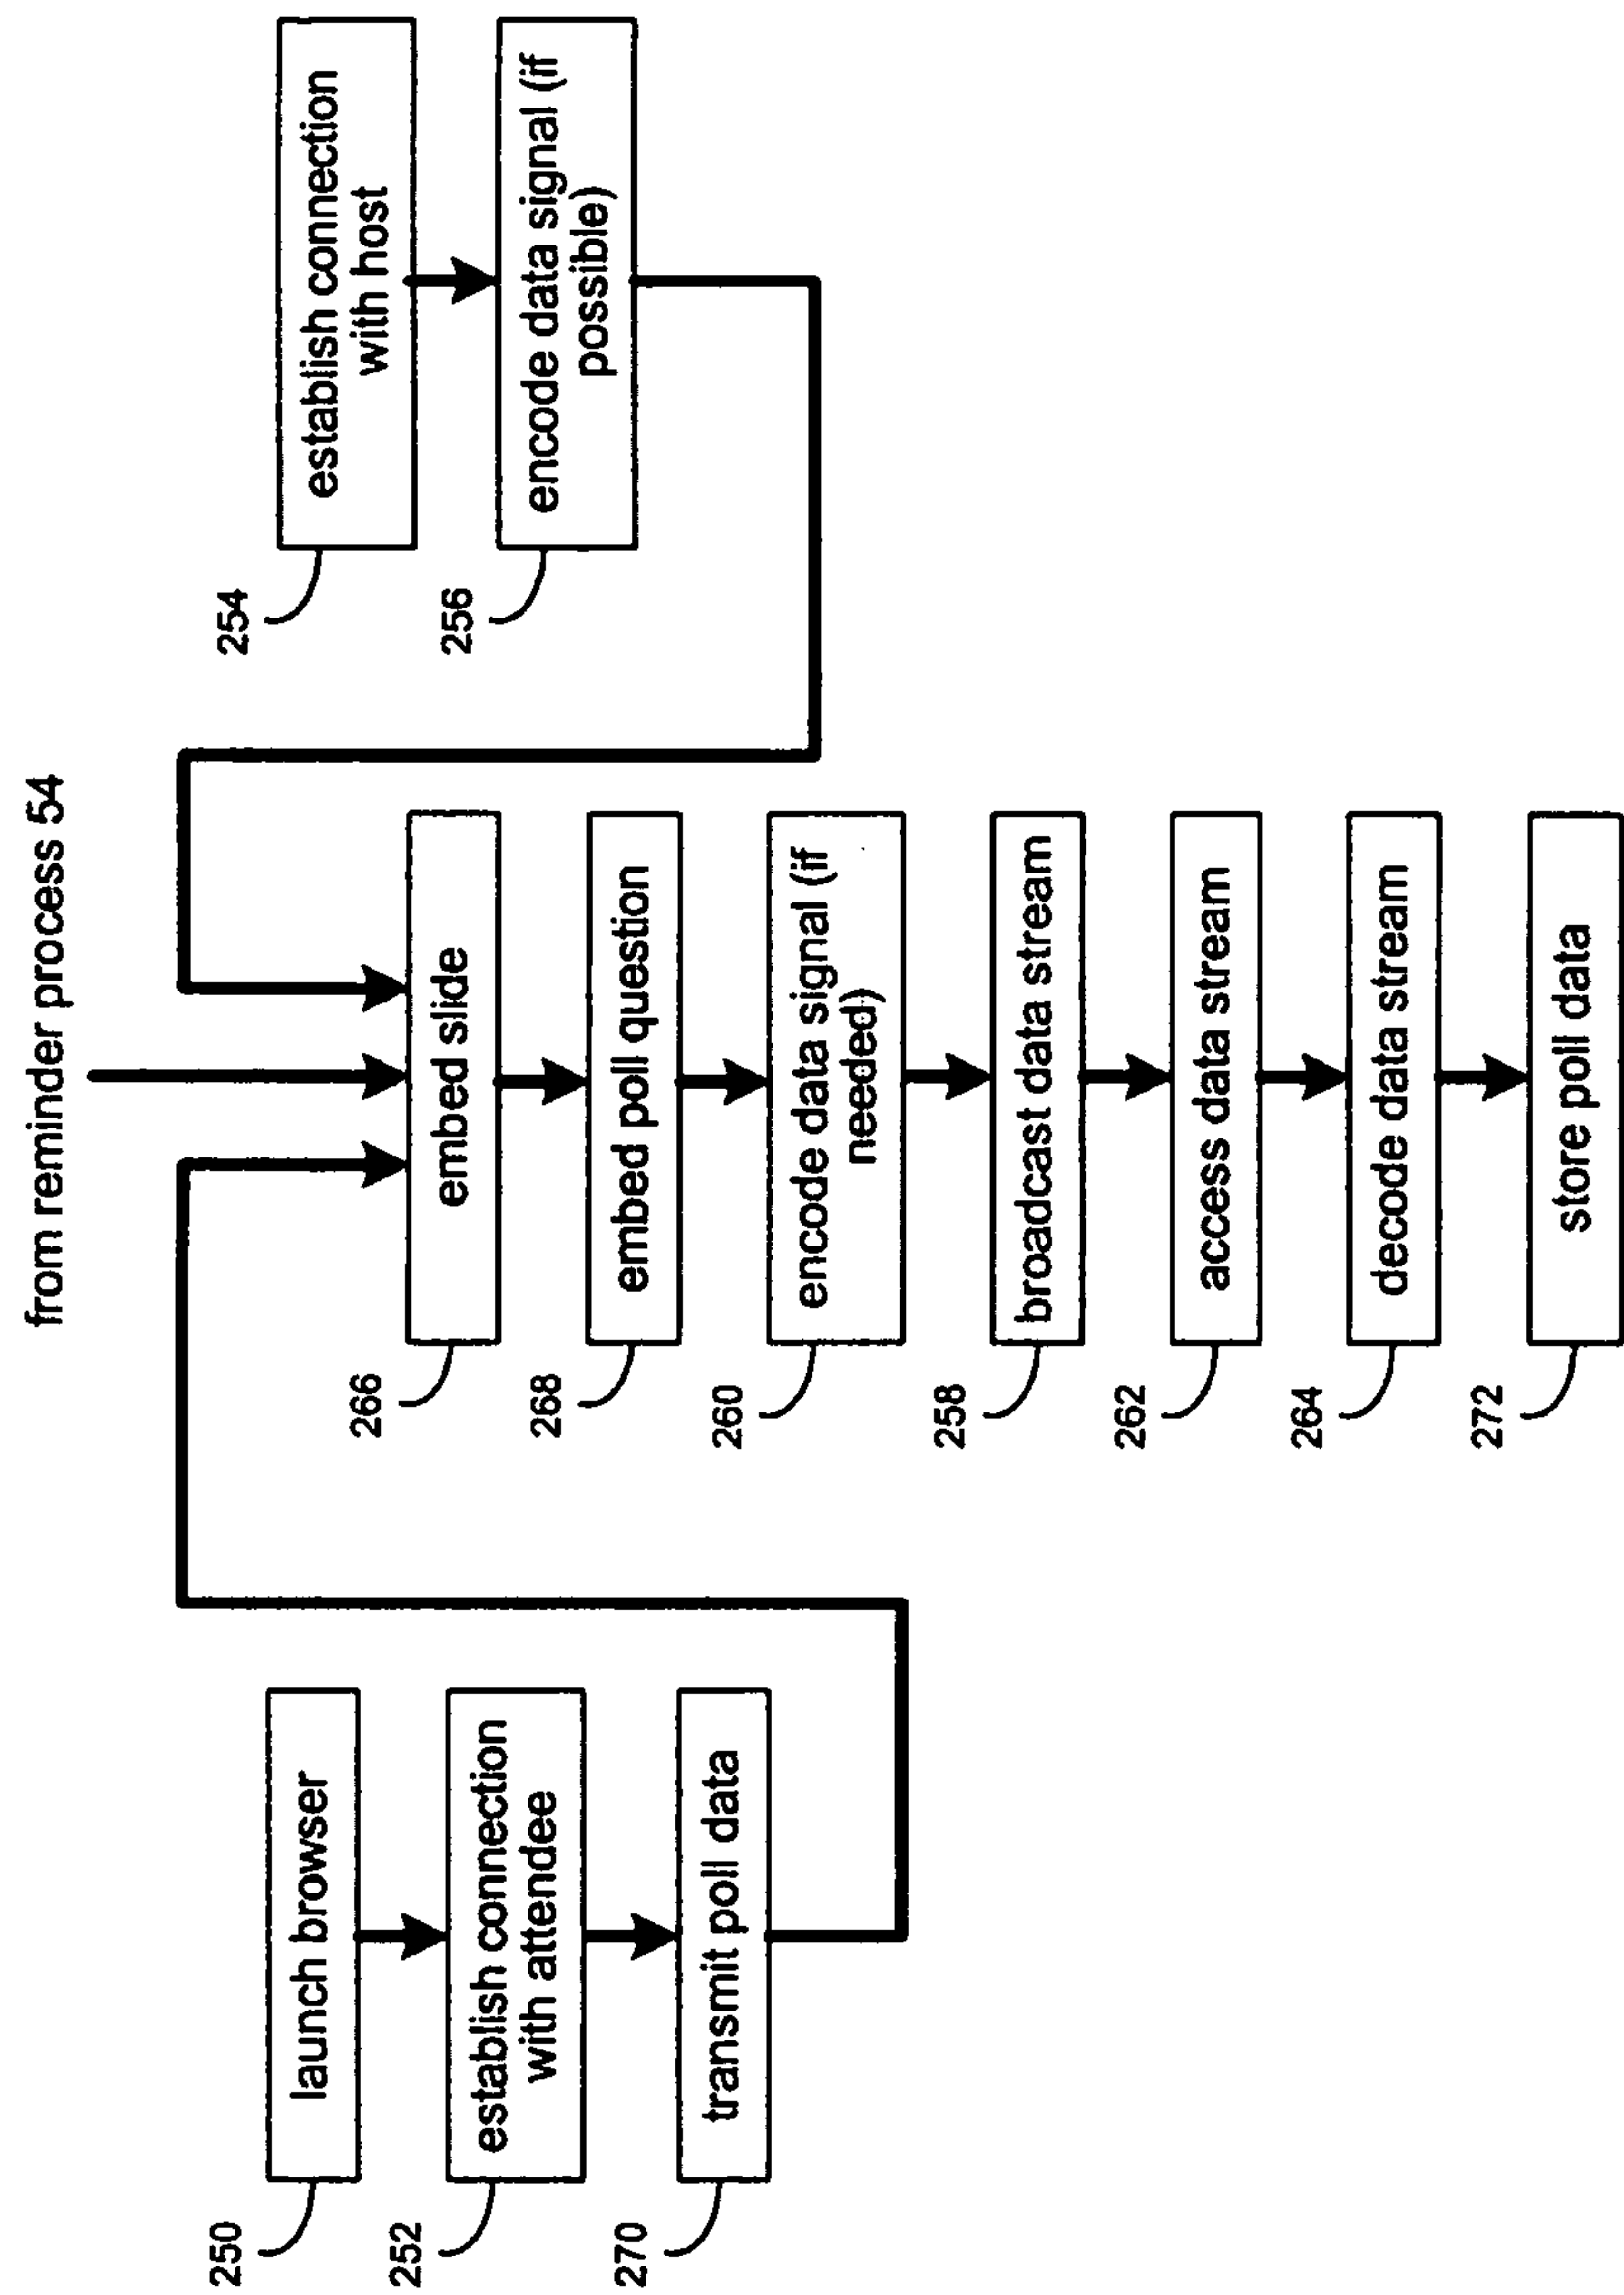 from reminder process 54
250
launch browser
252
establish connection
with attendee
270
transmit poll data
266
embed slide
268
embed poll question
260
encode data signal (if
needed)
258
broadcast data stream
262
access data stream
264
decode data stream
272
store poll data
254
establish connection
with host
256
encode data signal (if
possible)